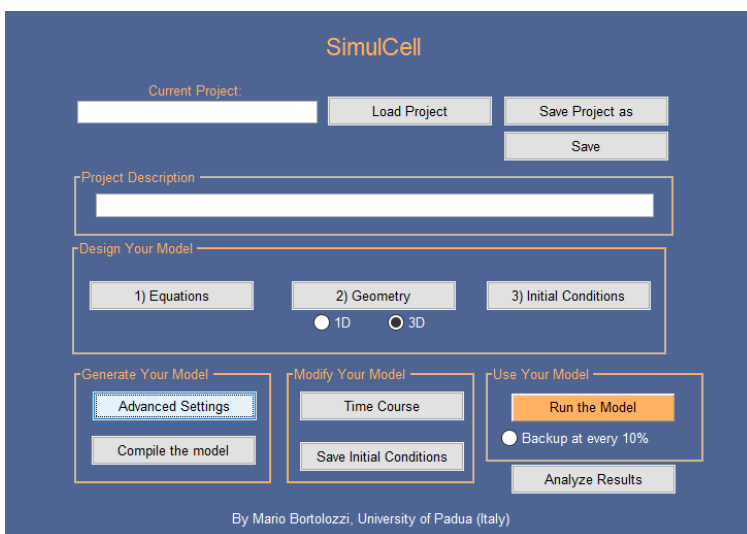 SimulCell
Current Project:
Load Project
Save Project as
Save
Project Description
Design Your Model
1) Equations
2) Geometry
3) Initial Conditions
1D
3D
Generate Your Model
Modify Your Model
Use Your Model
Advanced Settings
Time Course
Run the Model
Backup at every 10%
Compile the model
Save Initial Conditions
Analyze Results
By Mario Bortolozzi, University of Padua (Italy)